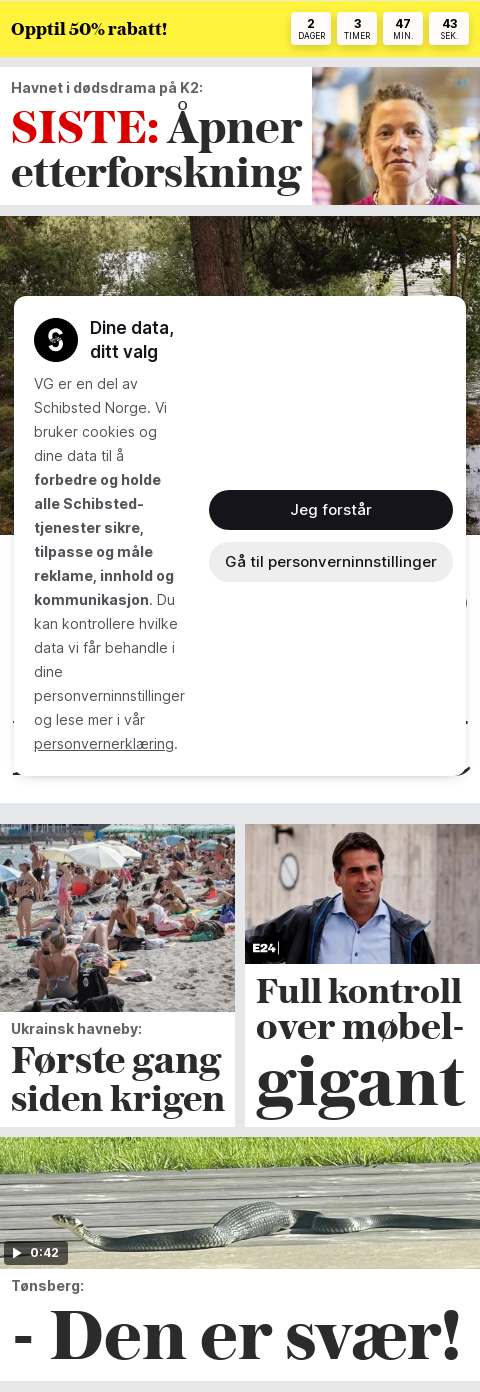 Opptil 50% rabatt!
2
DAGER
3
TIMER
47
MIN.
43
SEK.
Havnet i dødsdrama på K2:
SISTE: Åpner
etterforskning
Dine data,
ditt valg
VG er en del av
Schibsted Norge. Vi
bruker cookies og
dine data til å
forbedre og holde
alle Schibsted-
tjenester sikre,
tilpasse og måle
reklame, innhold og
kommunikasjon. Du
kan kontrollere hvilke
data vi får behandle i
dine
personverninnstillinger
og lese mer i vår
personvernerklæring.
Jeg forstår
Gå til personverninnstillinger
Ukrainsk havneby:
Første gang
siden krigen
E24
Full kontroll
over møbel-
gigant
0:42
Tønsberg:
- Den er svær!